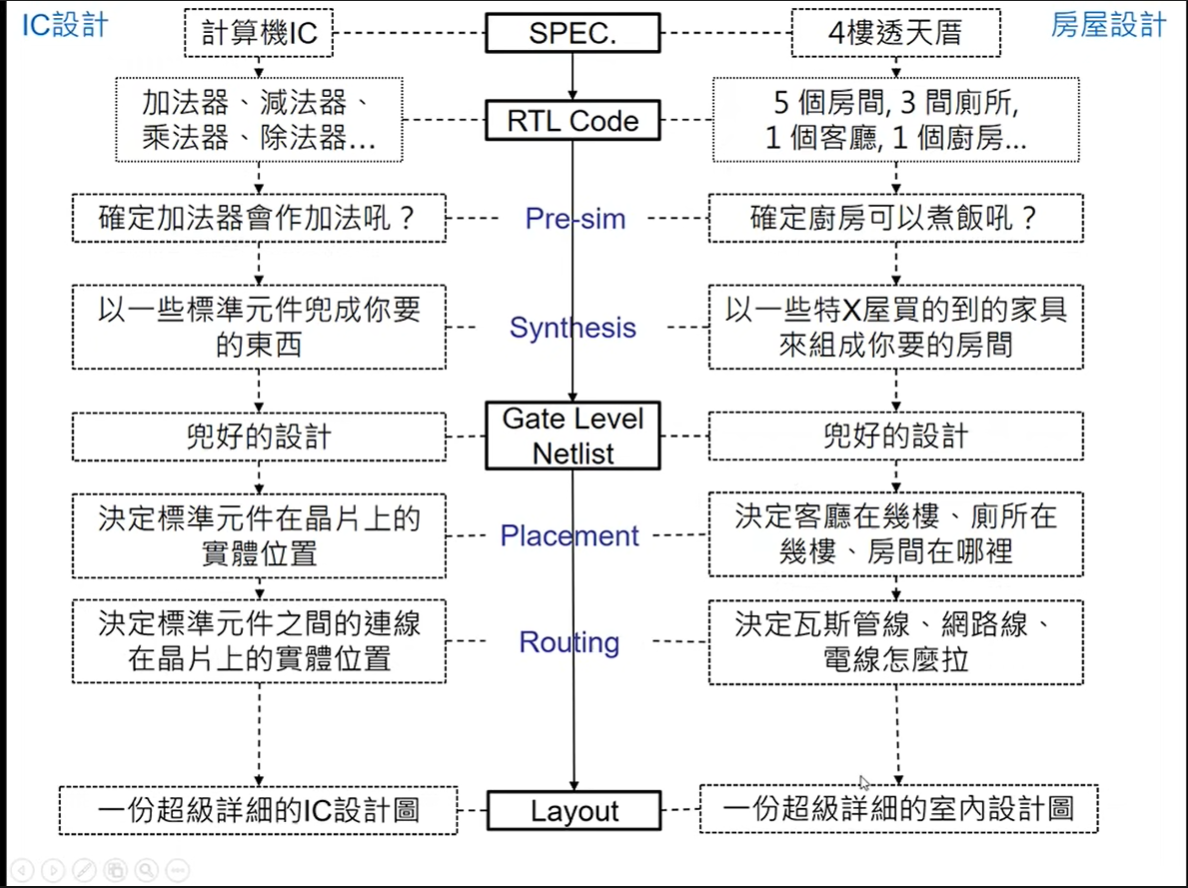 IC設計
房屋設計
計算機IC
SPEC.
4樓透天厝
加法器、減法器、
乘法器、除法器...
RTL Code
5 個房間, 3 間廁所,
1 個客廳, 1 個廚房...
確定加法器會作加法吼？
Pre-sim
確定廚房可以煮飯吼？
以一些標準元件兜成你要
的東西
Synthesis
以一些特X屋買的到的家具
來組成你要的房間
兜好的設計
Gate Level
Netlist
兜好的設計
決定標準元件在晶片上的
實體位置
Placement
決定客廳在幾樓、廁所在
幾樓、房間在哪裡
決定標準元件之間的連線
在晶片上的實體位置
Routing
決定瓦斯管線、網路線、
電線怎麼拉
一份超級詳細的IC設計圖
Layout
一份超級詳細的室內設計圖